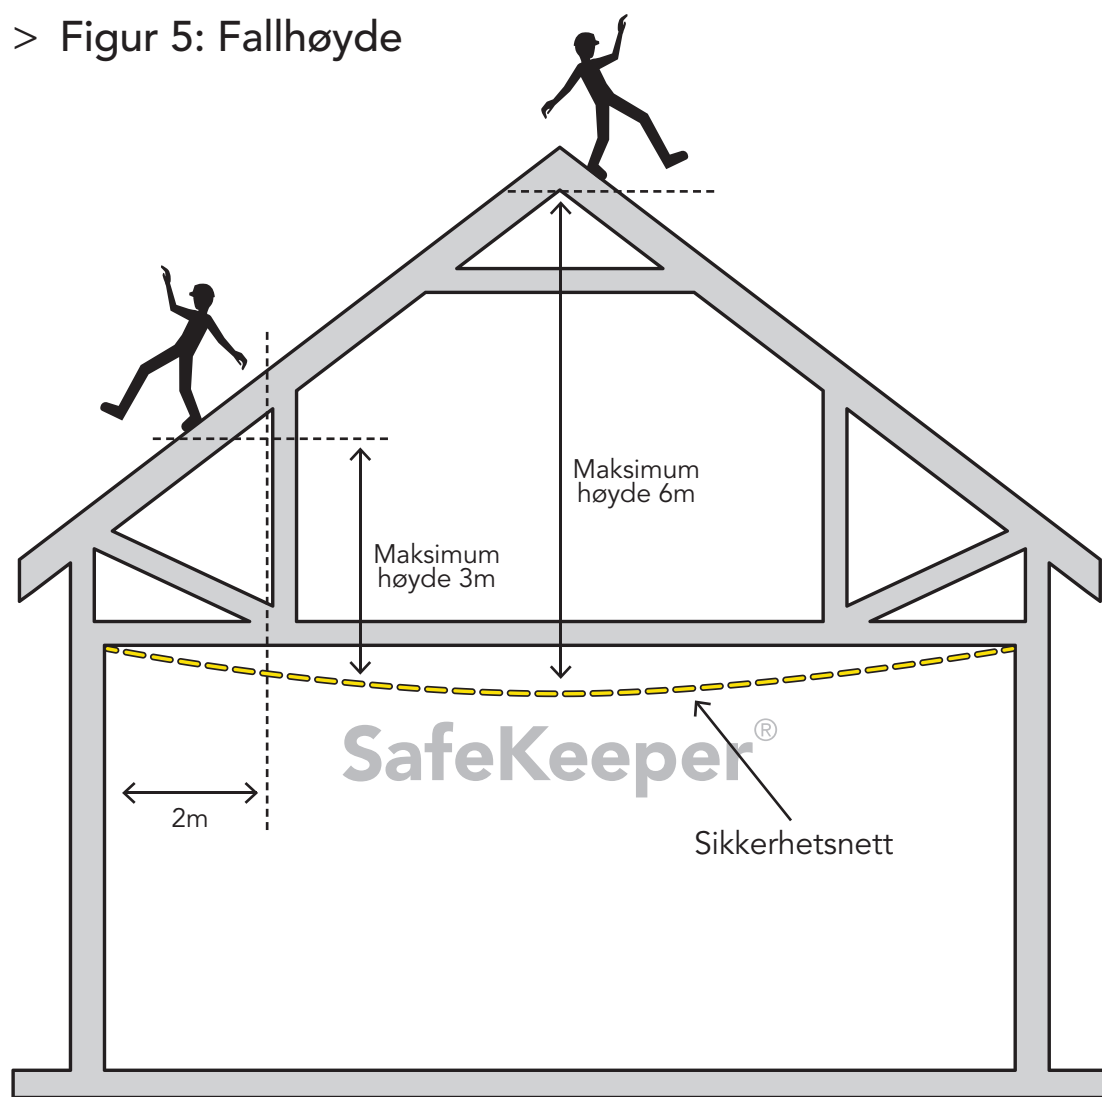 > Figur 5: Fallhøyde
Maksimum
høyde 6m
Maksimum
høyde 3m
SafeKeeper®
2m
Sikkerhetsnett